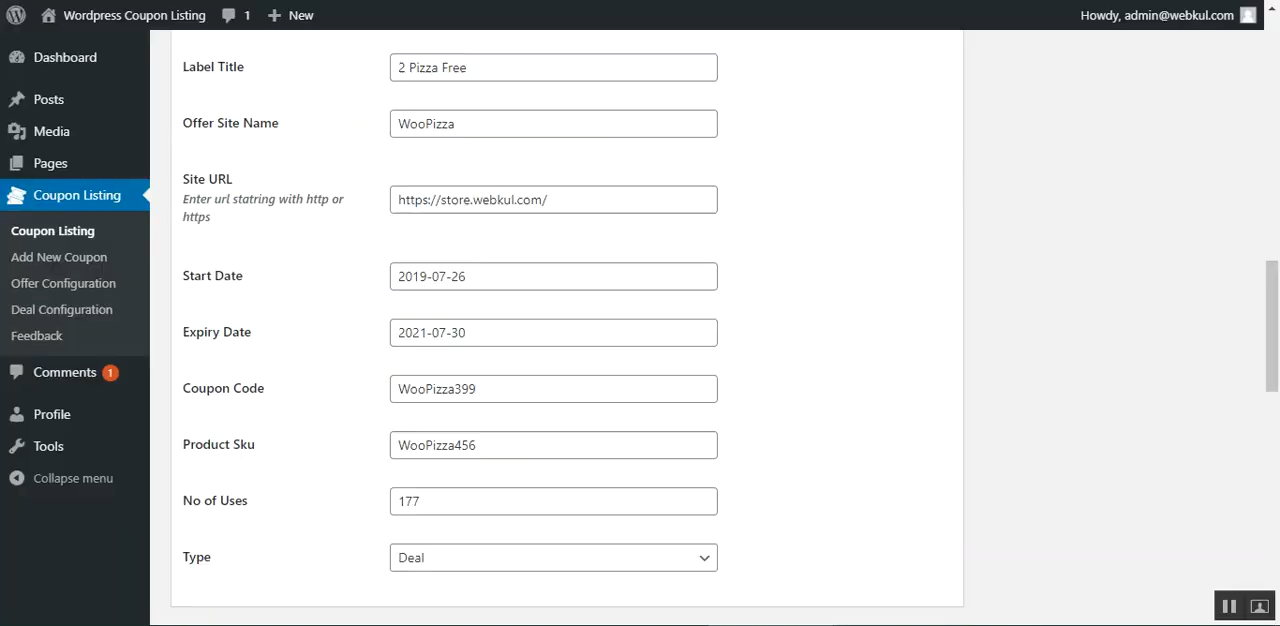 Wordpress Coupon Listing 1 New Howdy, admin@webkul.com
Dashboard
Posts
Media
Pages
Coupon Listing
Coupon Listing
Add New Coupon
Offer Configuration
Deal Configuration
Feedback
Comments 1
Profile
Tools
Collapse menu
Label Title 2 Pizza Free
Offer Site Name WooPizza
Site URL
Enter url statring with http or
https
https://store.webkul.com/
Start Date 2019-07-26
Expiry Date 2021-07-30
Coupon Code WooPizza399
Product Sku WooPizza456
No of Uses 177
Type Deal